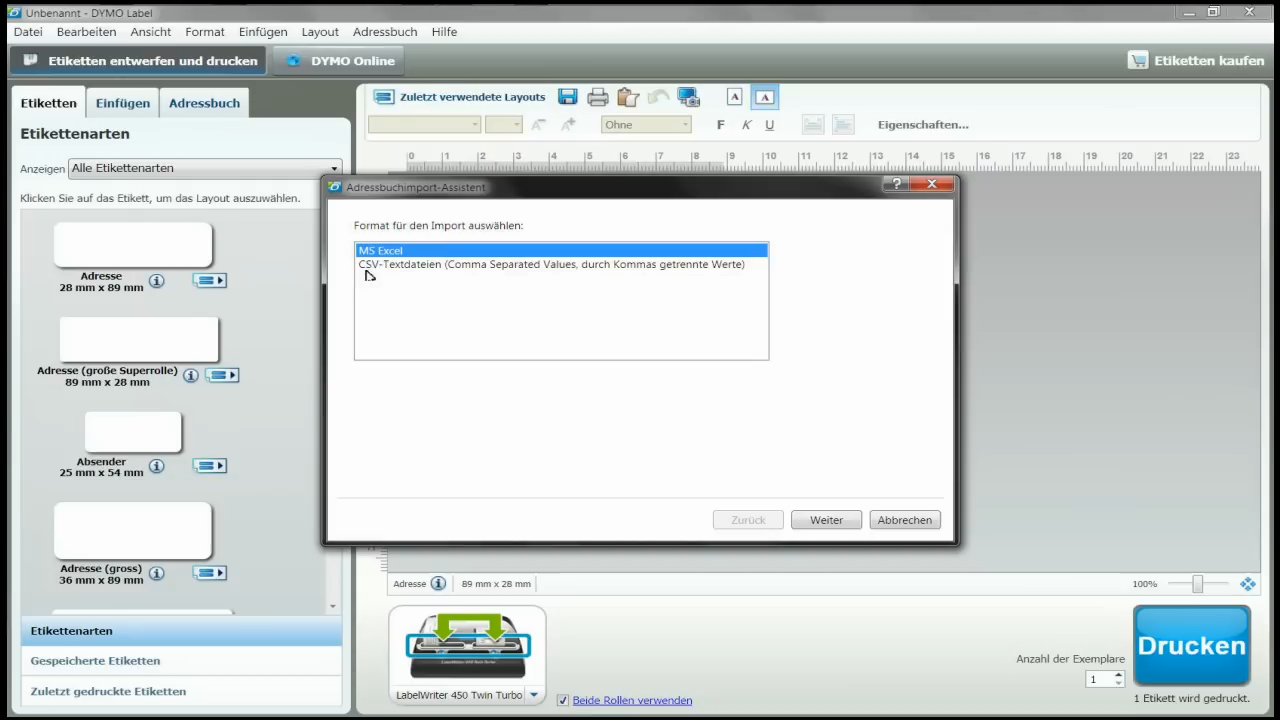 Unbenannt - DYMO Label
Datei Bearbeiten Ansicht Format Einfügen Layout Adressbuch Hilfe
Etiketten entwerfen und drucken DYMO Online Etiketten kaufen
Etiketten Einfügen Adressbuch
Zuletzt verwendete Layouts A A
Ohne F K U Eigenschaften...
Etikettenarten
Anzeigen Alle Etikettenarten
Klicken Sie auf das Etikett, um das Layout auszuwählen.
0 1 2 3 4 5 6 7 8 9 10 11 12 13 14 15 16 17 18 19 20 21 22 23
Adresse
28 mm x 89 mm
Adresse (große Superrolle)
89 mm x 28 mm
Absender
25 mm x 54 mm
Adresse (gross)
36 mm x 89 mm
Etikettenarten
Gespeicherte Etiketten
Zuletzt gedruckte Etiketten
Adressbuchimport-Assistent
Format für den Import auswählen:
MS Excel
CSV-Textdateien (Comma Separated Values, durch Kommas getrennte Werte)
Zurück Weiter Abbrechen
Adresse 89 mm x 28 mm 100%
LabelWriter 450 Twin Turbo
Beide Rollen verwenden
Anzahl der Exemplare
1
Drucken
1 Etikett wird gedruckt.